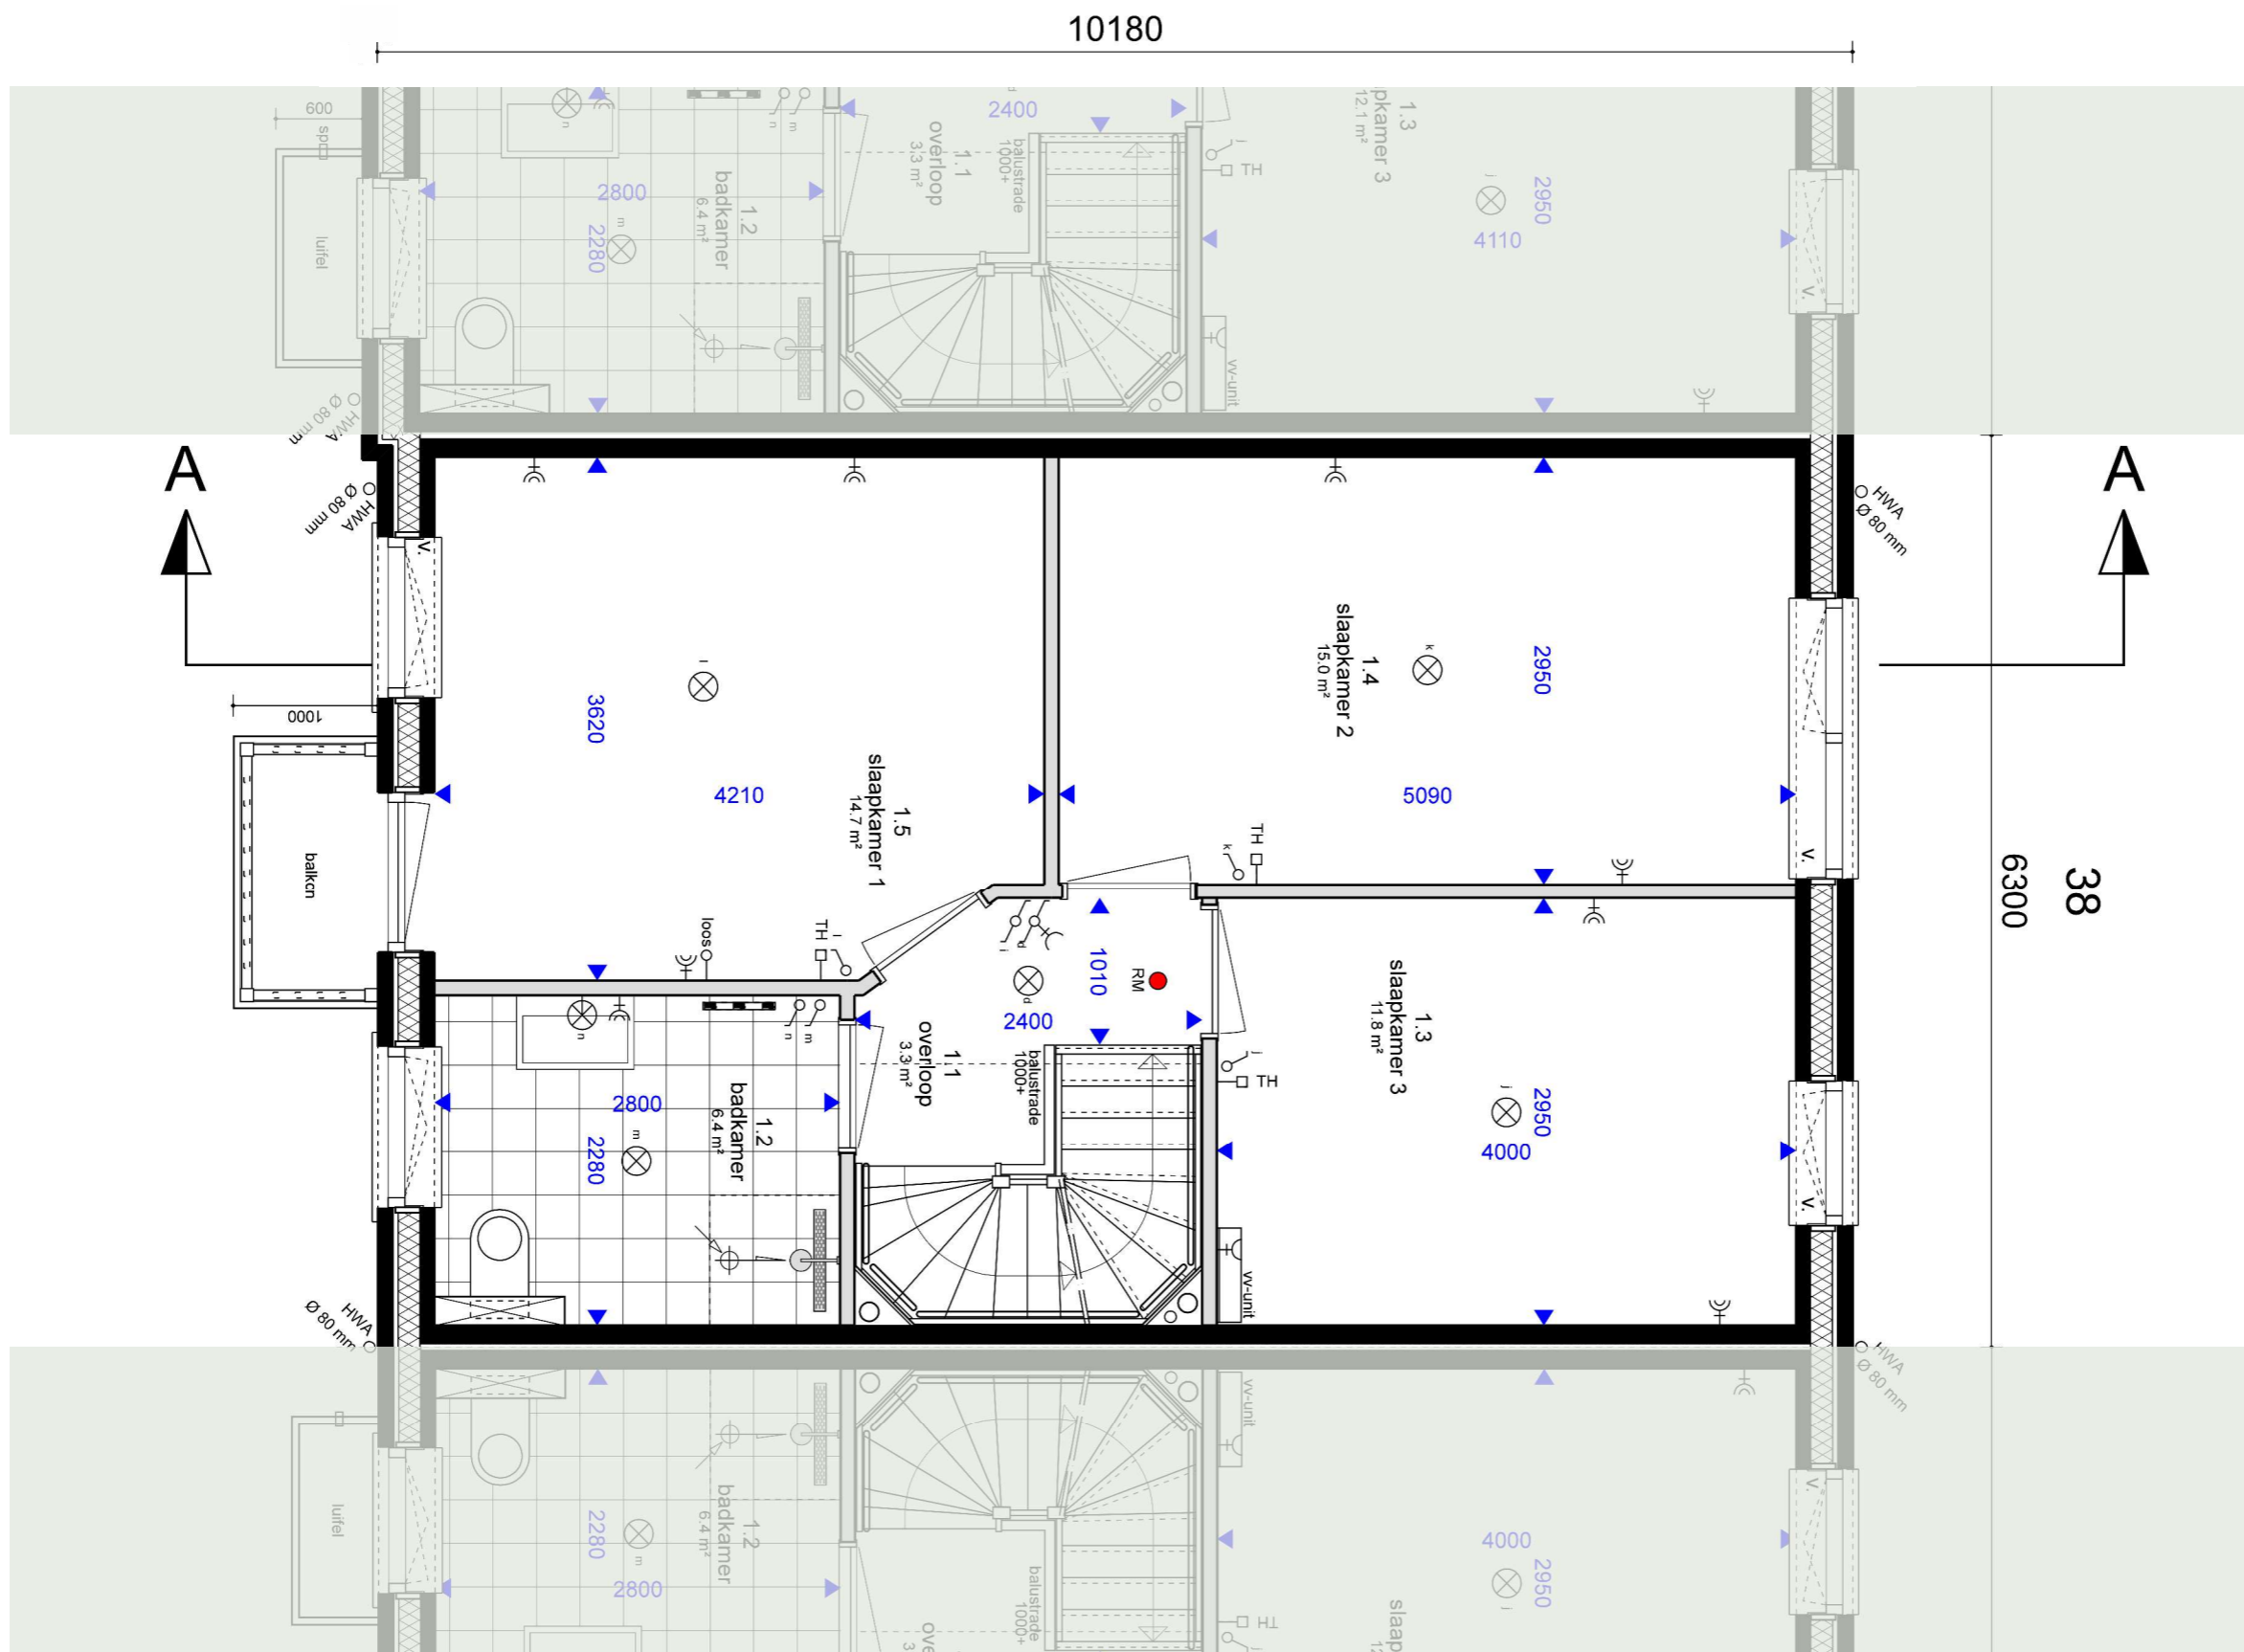 10180
600
sp
luifel
2800
2280
m
n
n
m
1.2
badkamer
6.4 m²
2400
d
1.1
overloop
3.3 m²
balustrade
1000+
j
TH
1.3
pkamer 3
12.1 m²
j
2950
4110
V.
vv-unit
HWA
Ø 80 mm
A
A
HWA
Ø 80 mm
HWA
Ø 80 mm
V.
l
3620
4210
1.5
slaapkamer 1
14.7 m²
1.4
slaapkamer 2
15.0 m²
k
2950
5090
V.
1000
balkon
loos
TH
l
k
TH
i
d
d
1010
RM
2400
1.1
overloop
3.3 m²
balustrade
1000+
j
TH
1.3
slaapkamer 3
11.8 m²
j
2950
4000
V.
6300
38
n
n
m
2800
2280
m
1.2
badkamer
6.4 m²
vv-unit
HWA
Ø 80 mm
HWA
Ø 80 mm
luifel
2280
2800
m
1.2
badkamer
6.4 m²
ove
3
balustrade
1000+
vv-unit
TH
j
slaap
12
4000
2950
j
V.